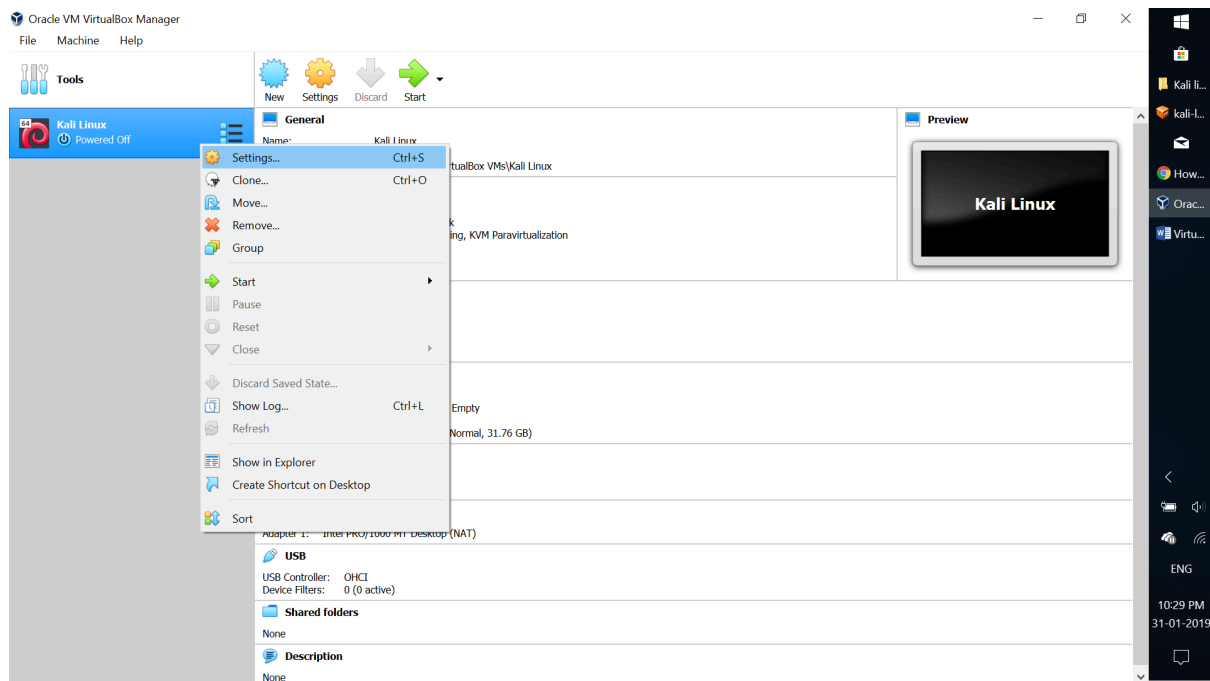 Oracle VM VirtualBox Manager
File Machine Help
Tools
New Settings Discard Start
64
Kali Linux
Powered Off
General
Name: Kali Linux
Settings... Ctrl+S
Clone... Ctrl+O
Move...
Remove...
Group
Start
Pause
Reset
Close
Discard Saved State...
Show Log... Ctrl+L
Refresh
Show in Explorer
Create Shortcut on Desktop
Sort
tualBox VMs\Kali Linux
k
ing, KVM Paravirtualization
Empty
Normal, 31.76 GB)
Adapter 1: Intel PRO/1000 MT Desktop (NAT)
USB
USB Controller: OHCI
Device Filters: 0 (0 active)
Shared folders
None
Description
None
Preview
Kali Linux
Kali li...
kali-l...
How...
Orac...
Virtu...
ENG
10:29 PM
31-01-2019